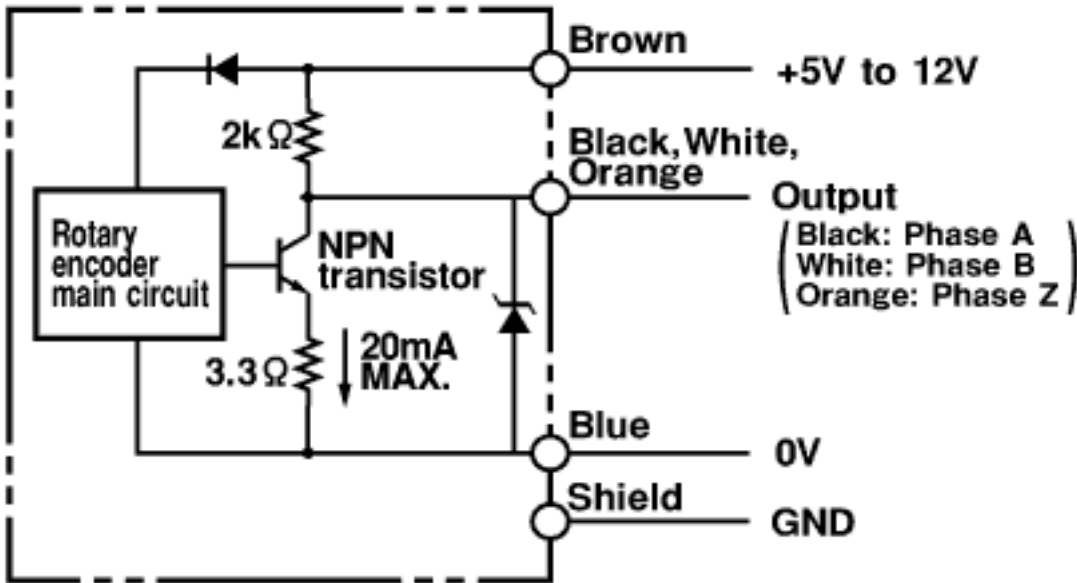 Brown
+5V to 12V
2kΩ
Black, White,
Orange
Output
Black: Phase A
White: Phase B
Orange: Phase Z
Rotary
encoder
main circuit
NPN
transistor
3.3Ω
20mA
MAX.
Blue
0V
Shield
GND